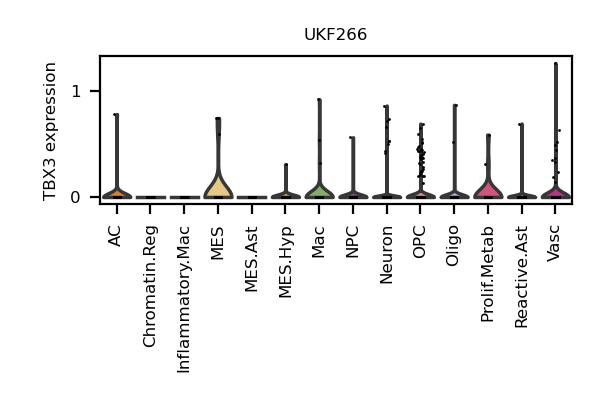 UKF266
TBX3 expression
1
0
AC
Chromatin.Reg
Inflammatory.Mac
MES
MES.Ast
MES.Hyp
Mac
NPC
Neuron
OPC
Oligo
Prolif.Metab
Reactive.Ast
Vasc